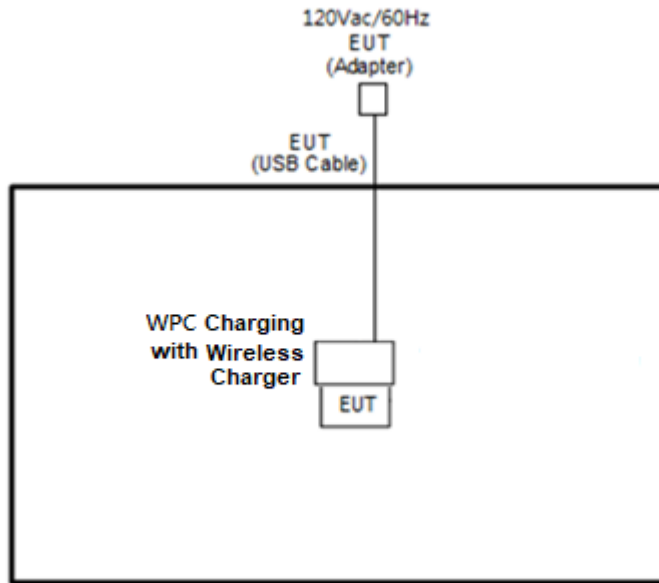 120Vac/60Hz
EUT
(Adapter)
EUT
(USB Cable)
WPC Charging
with Wireless
Charger
EUT